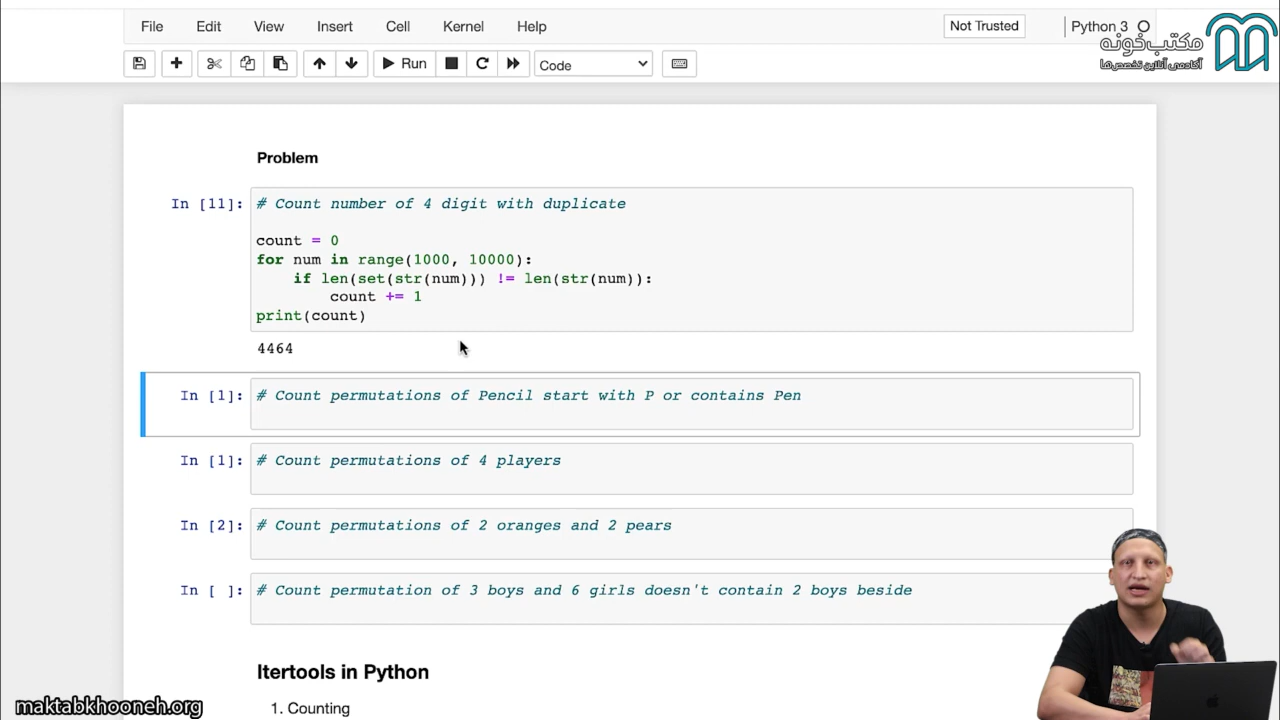 File Edit View Insert Cell Kernel Help Not Trusted Python 3
مکتب‌خونه
آکادمی آنلاین تخصص‌ها
Run Code
Problem
In [11]: # Count number of 4 digit with duplicate
count = 0
for num in range(1000, 10000):
    if len(set(str(num))) != len(str(num)):
        count += 1
print(count)
4464
In [1]: # Count permutations of Pencil start with P or contains Pen
In [1]: # Count permutations of 4 players
In [2]: # Count permutations of 2 oranges and 2 pears
In [ ]: # Count permutation of 3 boys and 6 girls doesn't contain 2 boys beside
Itertools in Python
1. Counting
maktabkhooneh.org